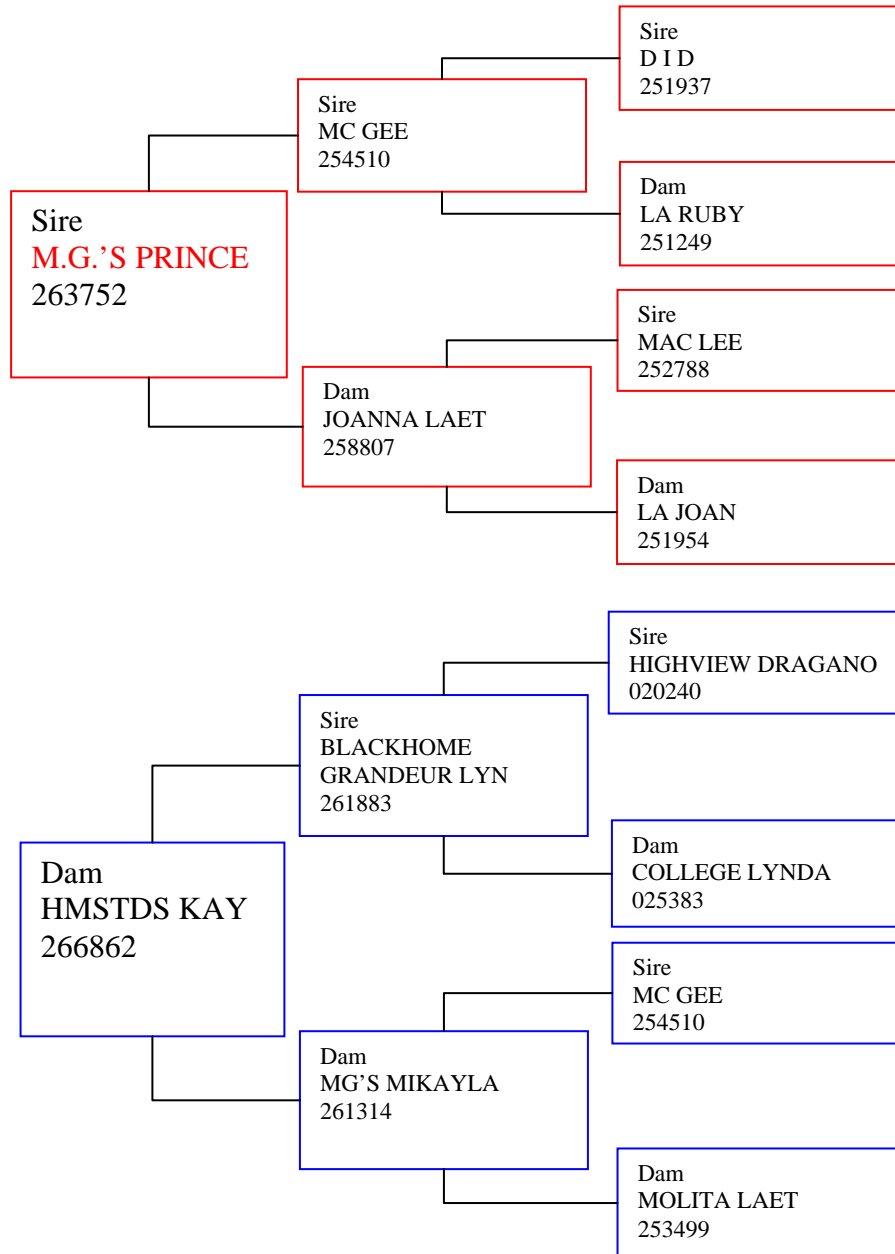 Sire
D I D
251937
Sire
MC GEE
254510
Dam
LA RUBY
251249
Sire
M.G.’S PRINCE
263752
Sire
MAC LEE
252788
Dam
JOANNA LAET
258807
Dam
LA JOAN
251954
Sire
HIGHVIEW DRAGANO
020240
Sire
BLACKHOME
GRANDEUR LYN
261883
Dam
COLLEGE LYNDA
025383
Dam
HMSTDS KAY
266862
Sire
MC GEE
254510
Dam
MG’S MIKAYLA
261314
Dam
MOLITA LAET
253499